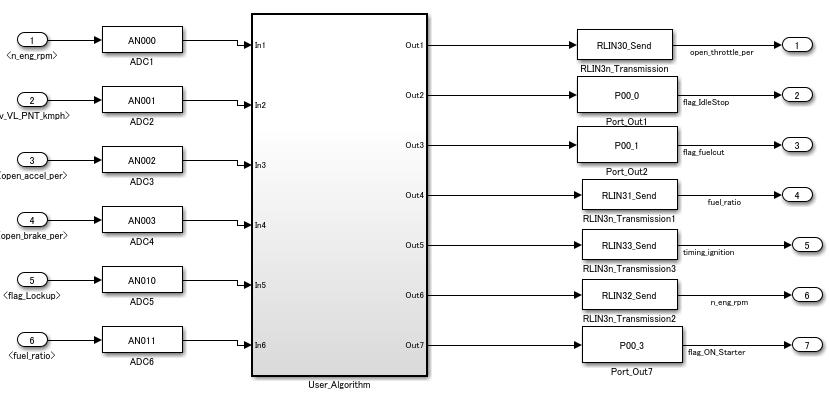 1
<n_eng_rpm>
AN000
ADC1
2
v_VL_PNT_kmph>
AN001
ADC2
3
open_accel_per>
AN002
ADC3
4
open_brake_per>
AN003
ADC4
5
<flag_Lockup>
AN010
ADC5
6
<fuel_ratio>
AN011
ADC6
In1
In2
In3
In4
In5
In6
Out1
Out2
Out3
Out4
Out5
Out6
Out7
User_Algorithm
RLIN30_Send
RLIN3n_Transmission
open_throttle_per
1
P00_0
Port_Out1
flag_IdleStop
2
P00_1
Port_Out2
flag_fuelcut
3
RLIN31_Send
RLIN3n_Transmission1
fuel_ratio
4
RLIN33_Send
RLIN3n_Transmission3
timing_ignition
5
RLIN32_Send
RLIN3n_Transmission2
n_eng_rpm
6
P00_3
Port_Out7
flag_ON_Starter
7